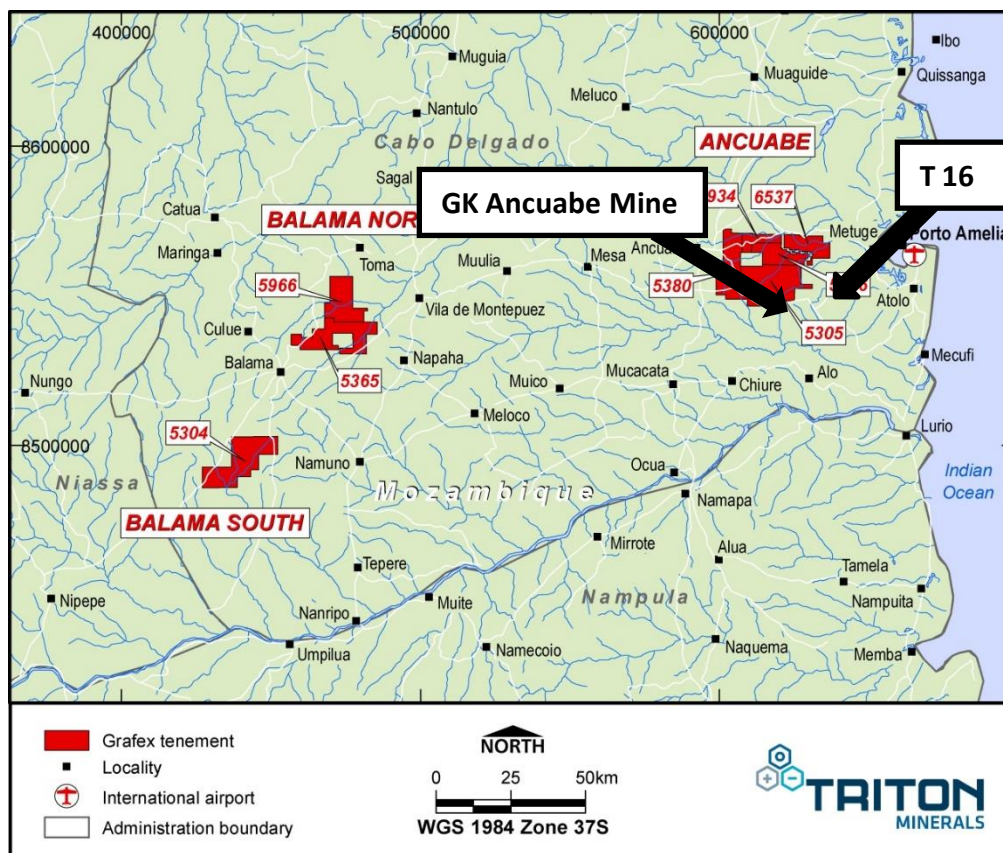 400000
500000
600000
Ibo
Muguia
Muaguide
Quissanga
Nantulo
Meluco
Cabo Delgado
ANCUABE
8600000
Sagal
GK Ancuabe Mine
T 16
934
6537
Catua
BALAMA NOR
Metuge
Porto Amelia
Maringa
Toma
Muulia
Mesa
Ancua
5966
5380
Atolo
Vila de Montepuez
Culue
5305
Balama
Napaha
Mecufi
5365
Nungo
Muico
Mucacata
Chiure
Alo
Meloco
5304
8500000
Lurio
Namuno
Ocua
Niassa
Mozambique
Namapa
Indian
Ocean
BALAMA SOUTH
Mirrote
Alua
Tepere
Tamela
Nampula
Nampuita
Nipepe
Nanripo
Muite
Umpilua
Namecoio
Naquema
Memba
Grafex tenement
Locality
International airport
Administration boundary
NORTH
0 25 50km
WGS 1984 Zone 37S
TRITON
MINERALS